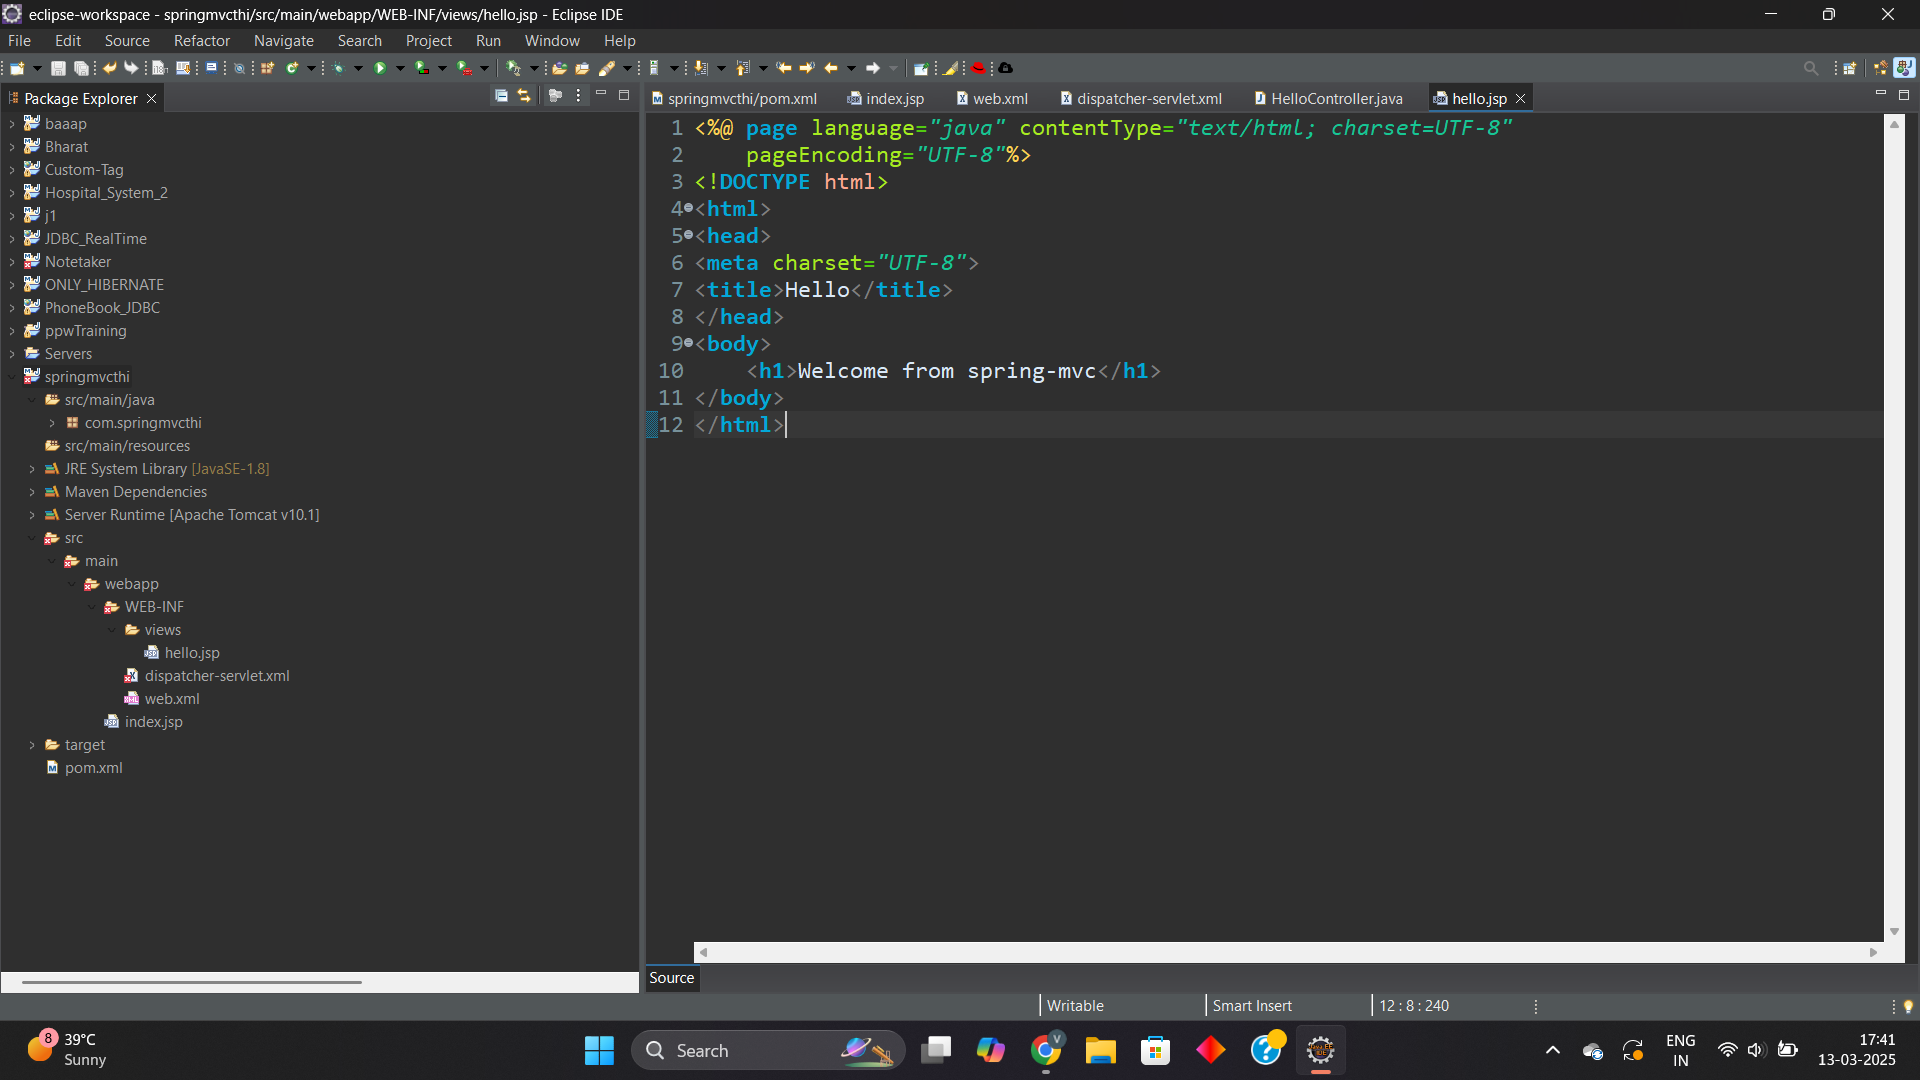 eclipse-workspace - springmvcthi/src/main/webapp/WEB-INF/views/hello.jsp - Eclipse IDE
File Edit Source Refactor Navigate Search Project Run Window Help
Package Explorer
baaap
Bharat
Custom-Tag
Hospital_System_2
j1
JDBC_RealTime
Notetaker
ONLY_HIBERNATE
PhoneBook_JDBC
ppwTraining
Servers
springmvcthi
src/main/java
com.springmvcthi
src/main/resources
JRE System Library [JavaSE-1.8]
Maven Dependencies
Server Runtime [Apache Tomcat v10.1]
src
main
webapp
WEB-INF
views
hello.jsp
dispatcher-servlet.xml
web.xml
index.jsp
target
pom.xml
springmvcthi/pom.xml index.jsp web.xml dispatcher-servlet.xml HelloController.java hello.jsp
1 <%@ page language="java" contentType="text/html; charset=UTF-8"
2 pageEncoding="UTF-8"%>
3 <!DOCTYPE html>
4 <html>
5 <head>
6 <meta charset="UTF-8">
7 <title>Hello</title>
8 </head>
9 <body>
10 <h1>Welcome from spring-mvc</h1>
11 </body>
12 </html>
Source
Writable Smart Insert 12 : 8 : 240
8 39°C
Sunny
Search
ENG
IN
17:41
13-03-2025